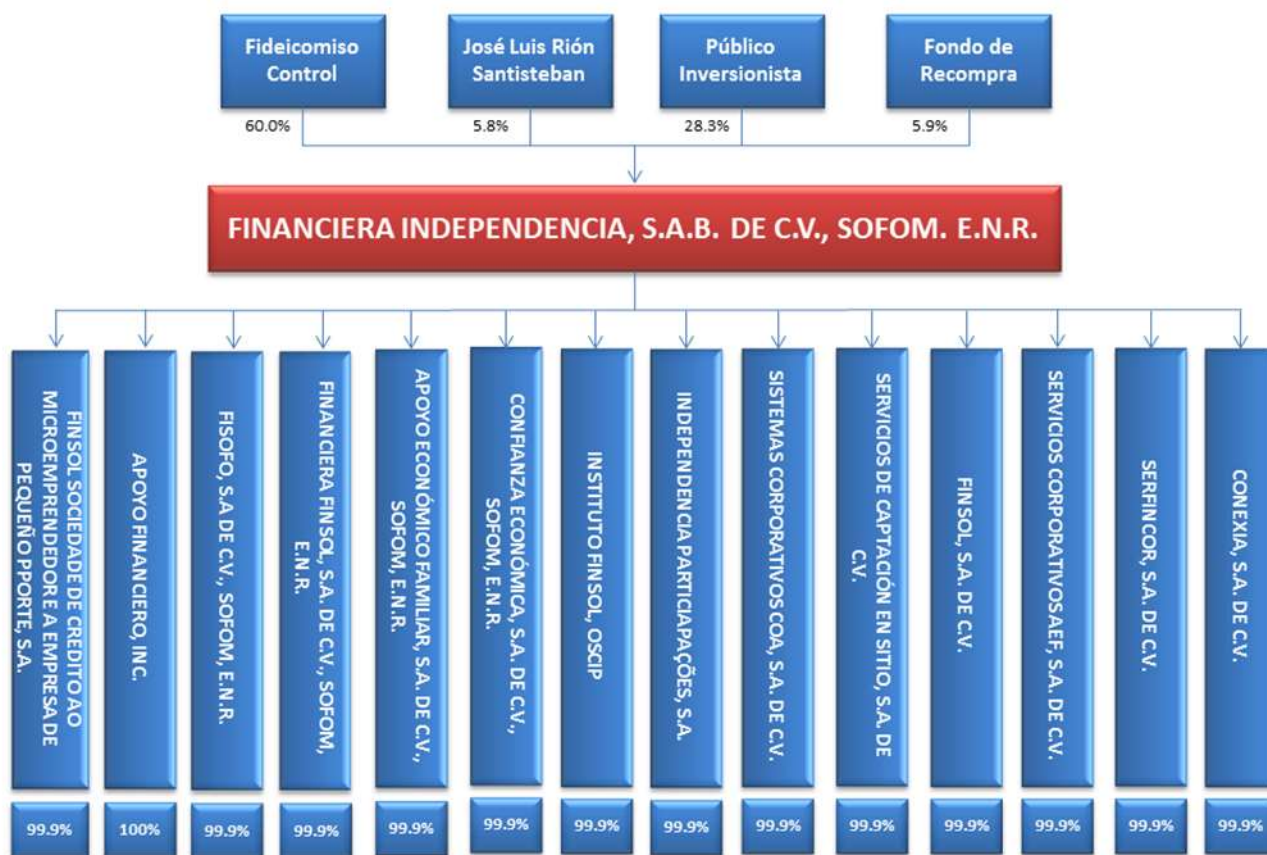 Fideicomiso
Control
José Luis Rión
Santisteban
Público
Inversionista
Fondo de
Recompra
60.0%
5.8%
28.3%
5.9%
FINANCIERA INDEPENDENCIA, S.A.B. DE C.V., SOFOM. E.N.R.
FINSOL SOCIEDADE DE CREDITO AO
MICROEMPRENDEDOR E A EMPRESA DE
PEQUEÑO PPORTE, S.A.
APOYO FINANCIERO, INC.
FISOFO, S.A DE C.V., SOFOM, E.N.R.
FINANCIERA FINSOL, S.A. DE C.V., SOFOM,
E.N.R.
APOYO ECONÓMICO FAMILIAR, S.A. DE C.V.,
SOFOM, E.N.R.
CONFIANZA ECONÓMICA, S.A. DE C.V.,
SOFOM, E.N.R.
INSTITUTO FINSOL, OSCIP
INDEPENDENCIA PARTICIAPAÇÕES, S.A.
SISTEMAS CORPORATIVOS COA, S.A. DE C.V.
SERVICIOS DE CAPTACIÓN EN SITIO, S.A. DE
C.V.
FINSOL, S.A. DE C.V.
SERVICIOS CORPORATIVOS AEF, S.A. DE C.V.
SERFINCOR, S.A. DE C.V.
CONEXIA, S.A. DE C.V.
99.9%
100%
99.9%
99.9%
99.9%
99.9%
99.9%
99.9%
99.9%
99.9%
99.9%
99.9%
99.9%
99.9%